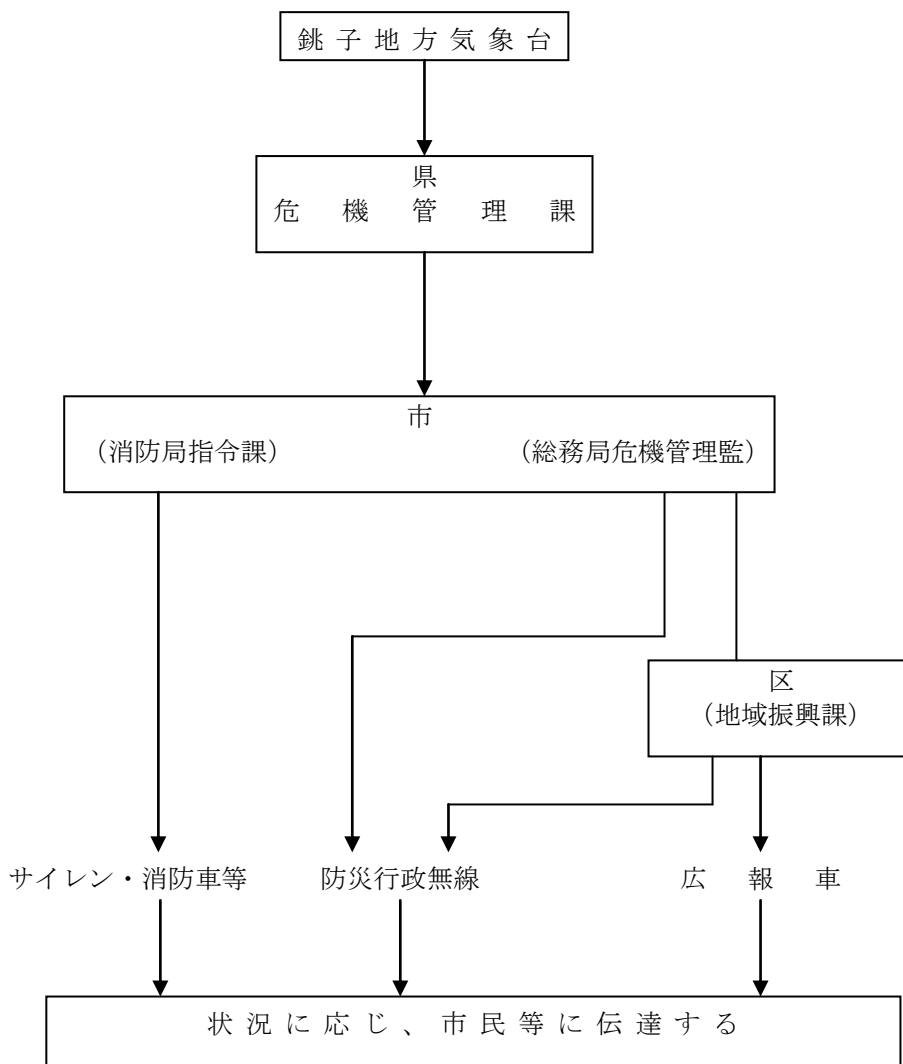 銚子地方気象台
県
危機管理課
市
（消防局指令課）
（総務局危機管理監）
区
（地域振興課）
サイレン・消防車等
防災行政無線
広報車
状況に応じ、市民等に伝達する